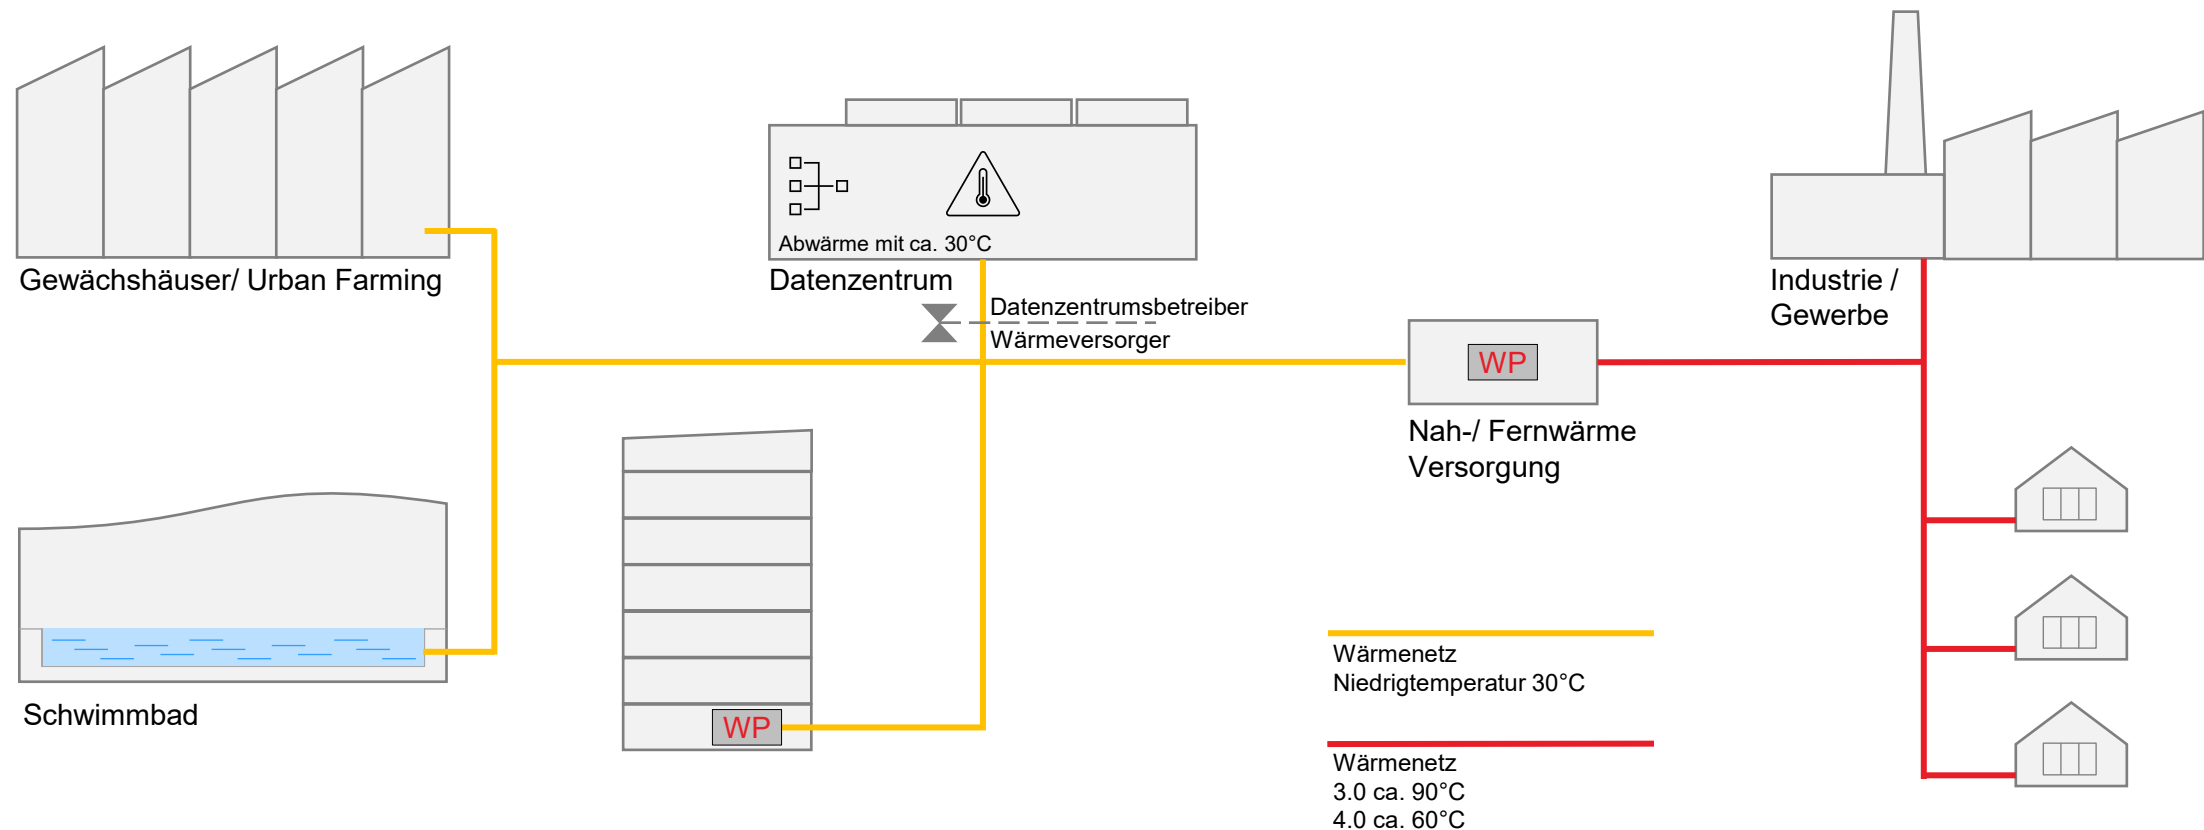 Gewächshäuser/ Urban Farming
Abwärme mit ca. 30°C
Datenzentrum
Datenzentrumsbetreiber
Wärmeversorger
Industrie /
Gewerbe
WP
Nah-/ Fernwärme
Versorgung
Schwimmbad
WP
Wärmenetz
Niedrigtemperatur 30°C
Wärmenetz
3.0 ca. 90°C
4.0 ca. 60°C